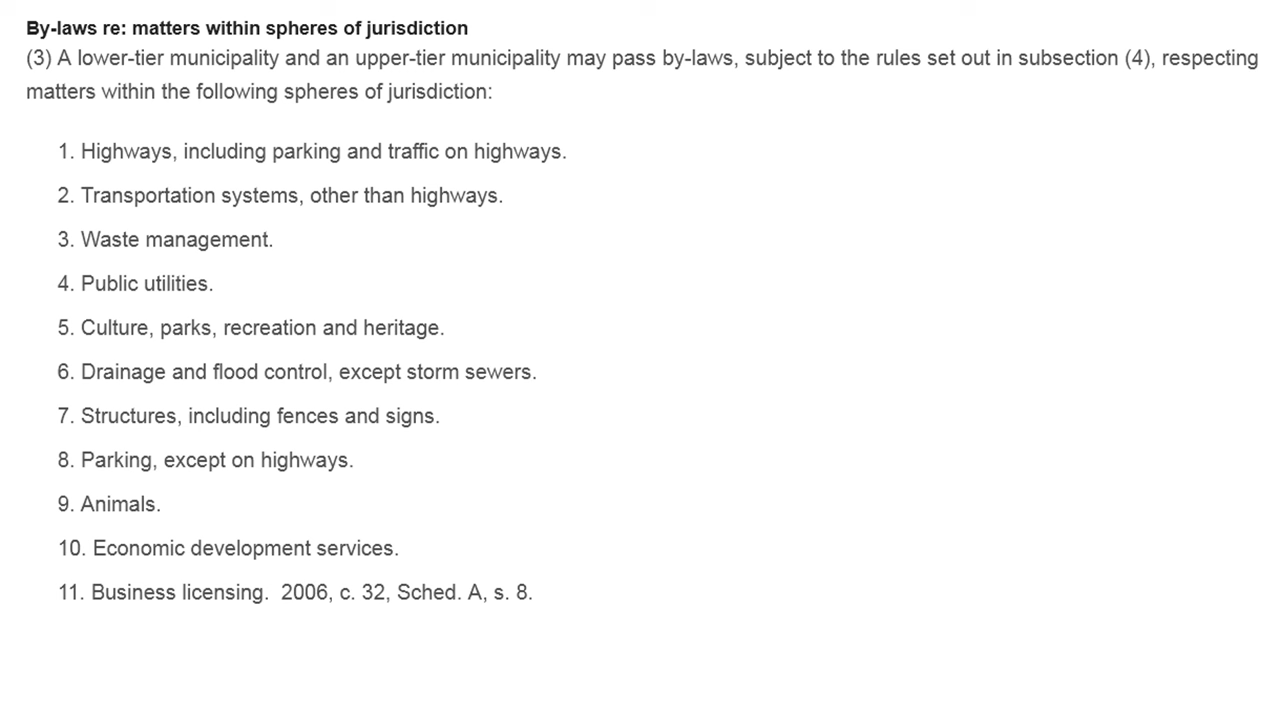 By-laws re: matters within spheres of jurisdiction
(3) A lower-tier municipality and an upper-tier municipality may pass by-laws, subject to the rules set out in subsection (4), respecting
matters within the following spheres of jurisdiction:
1. Highways, including parking and traffic on highways.
2. Transportation systems, other than highways.
3. Waste management.
4. Public utilities.
5. Culture, parks, recreation and heritage.
6. Drainage and flood control, except storm sewers.
7. Structures, including fences and signs.
8. Parking, except on highways.
9. Animals.
10. Economic development services.
11. Business licensing.  2006, c. 32, Sched. A, s. 8.